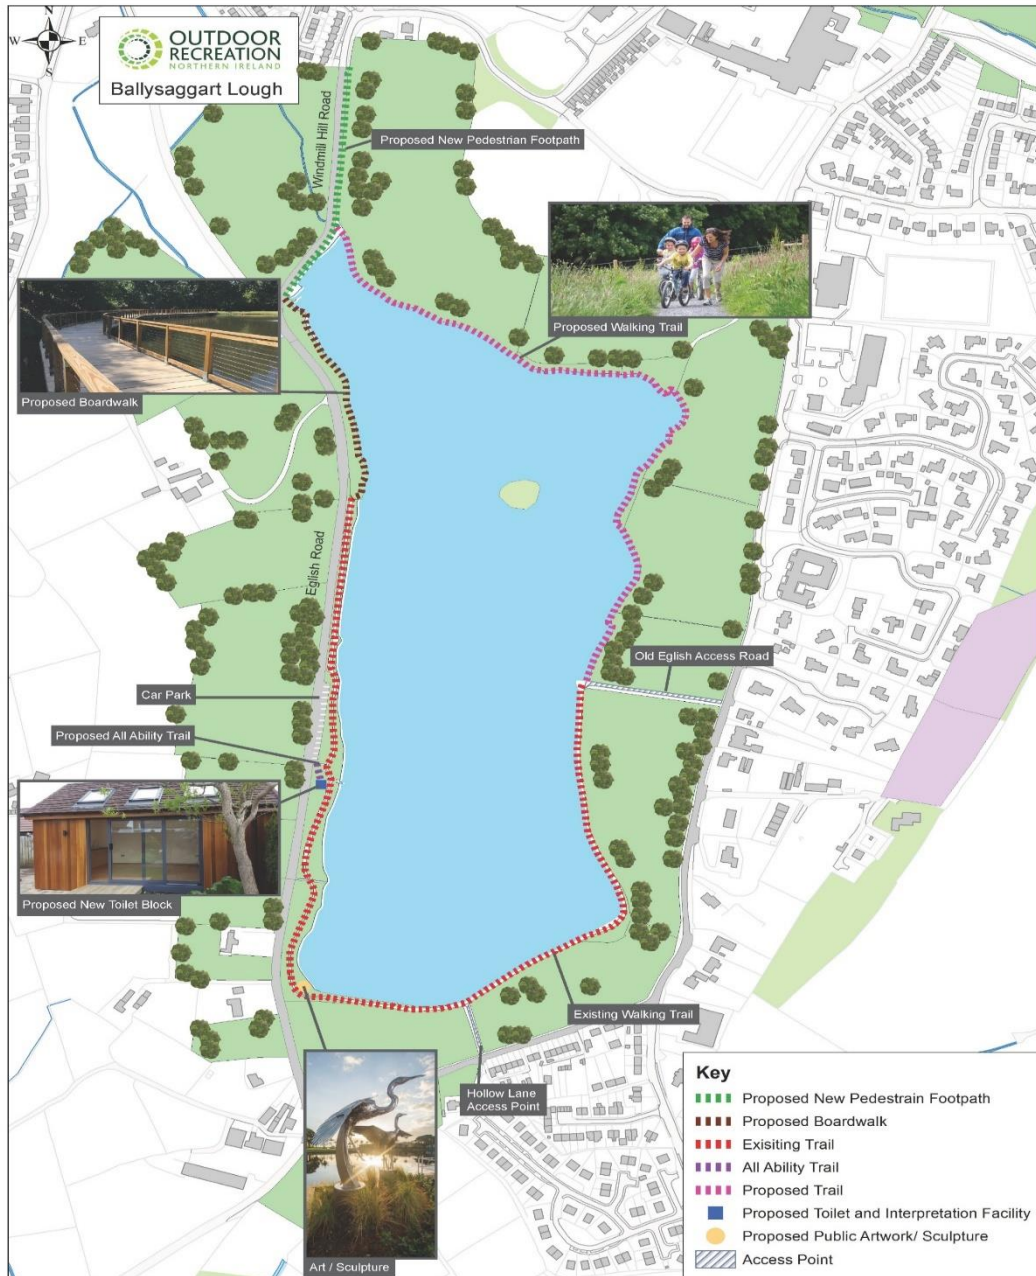 N
W
E
S
OUTDOOR
RECREATION
NORTHERN IRELAND
Ballysaggart Lough
Windmill Hill Road
Proposed New Pedestrian Footpath
Proposed Walking Trail
Proposed Boardwalk
Eglish Road
Old Eglish Access Road
Car Park
Proposed All Ability Trail
Proposed New Toilet Block
Existing Walking Trail
Hollow Lane
Access Point
Art / Sculpture
Key
Proposed New Pedestrain Footpath
Proposed Boardwalk
Exisiting Trail
All Ability Trail
Proposed Trail
Proposed Toilet and Interpretation Facility
Proposed Public Artwork/ Sculpture
Access Point